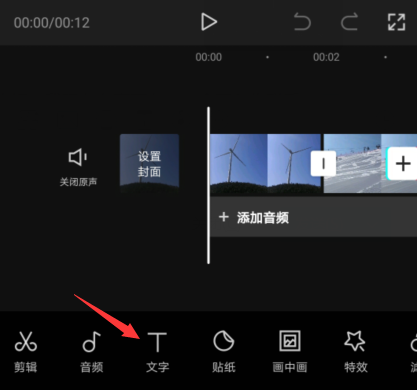 00:00/00:12
00:00
00:02
关闭原声
设置
封面
+ 添加音频
剪辑
音频
文字
贴纸
画中画
特效